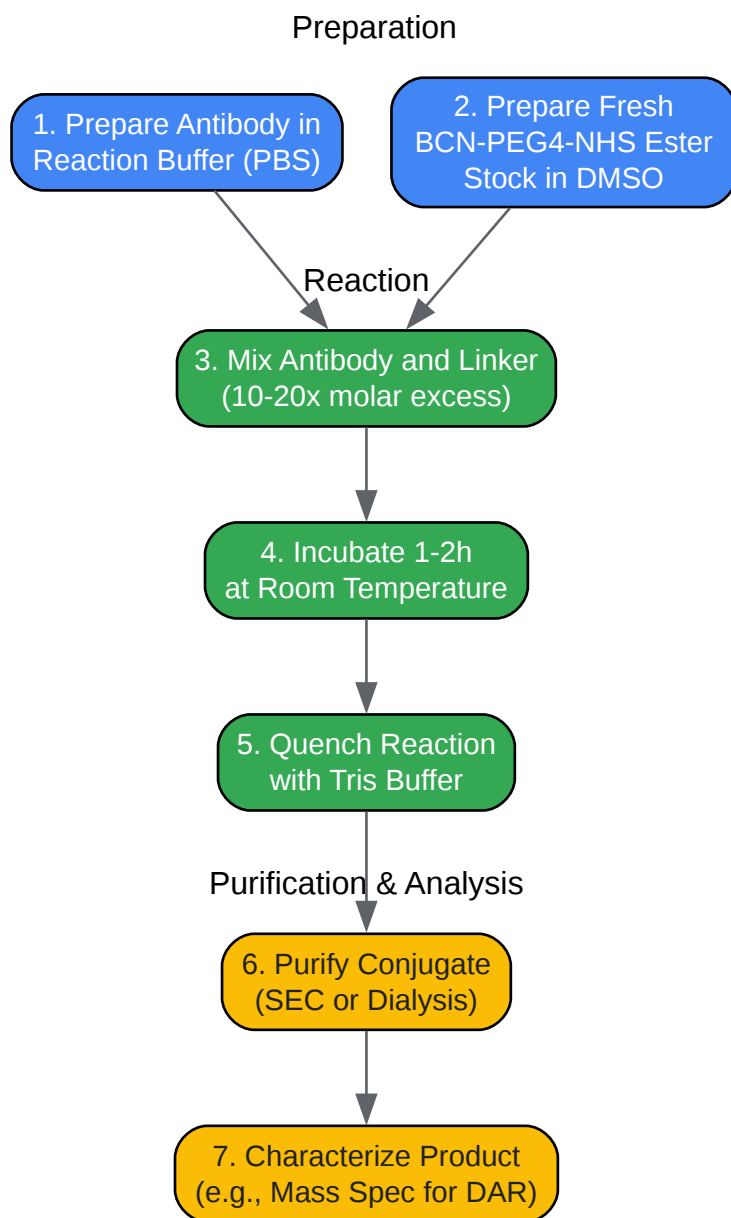 Preparation
1. Prepare Antibody in
Reaction Buffer (PBS)
2. Prepare Fresh
BCN-PEG4-NHS Ester
Stock in DMSO
Reaction
3. Mix Antibody and Linker
(10-20x molar excess)
4. Incubate 1-2h
at Room Temperature
5. Quench Reaction
with Tris Buffer
Purification & Analysis
6. Purify Conjugate
(SEC or Dialysis)
7. Characterize Product
(e.g., Mass Spec for DAR)